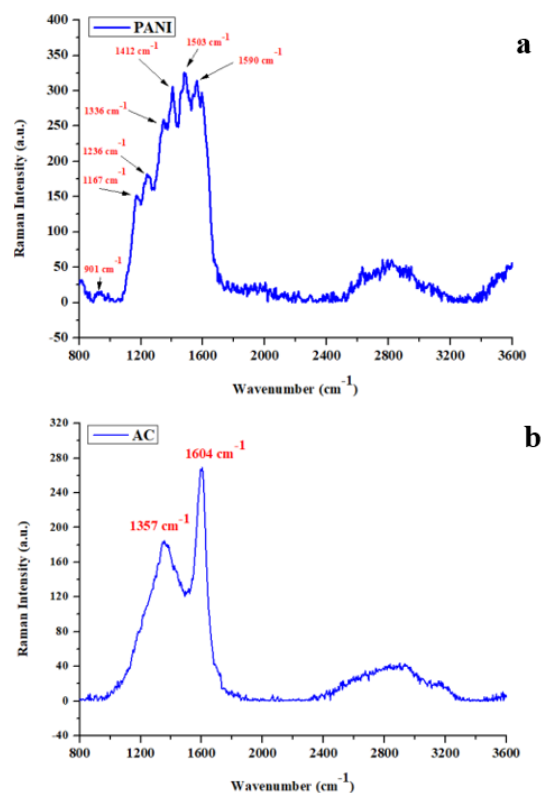 PANI
a
1503 cm⁻¹
1412 cm⁻¹
1590 cm⁻¹
1336 cm⁻¹
1236 cm⁻¹
1167 cm⁻¹
901 cm⁻¹
400
350
300
250
200
150
100
50
0
-50
Raman Intensity (a.u.)
800 1200 1600 2000 2400 2800 3200 3600
Wavenumber (cm⁻¹)
AC
b
1604 cm⁻¹
1357 cm⁻¹
320
280
240
200
160
120
80
40
0
-40
Raman Intensity (a.u.)
800 1200 1600 2000 2400 2800 3200 3600
Wavenumber (cm⁻¹)